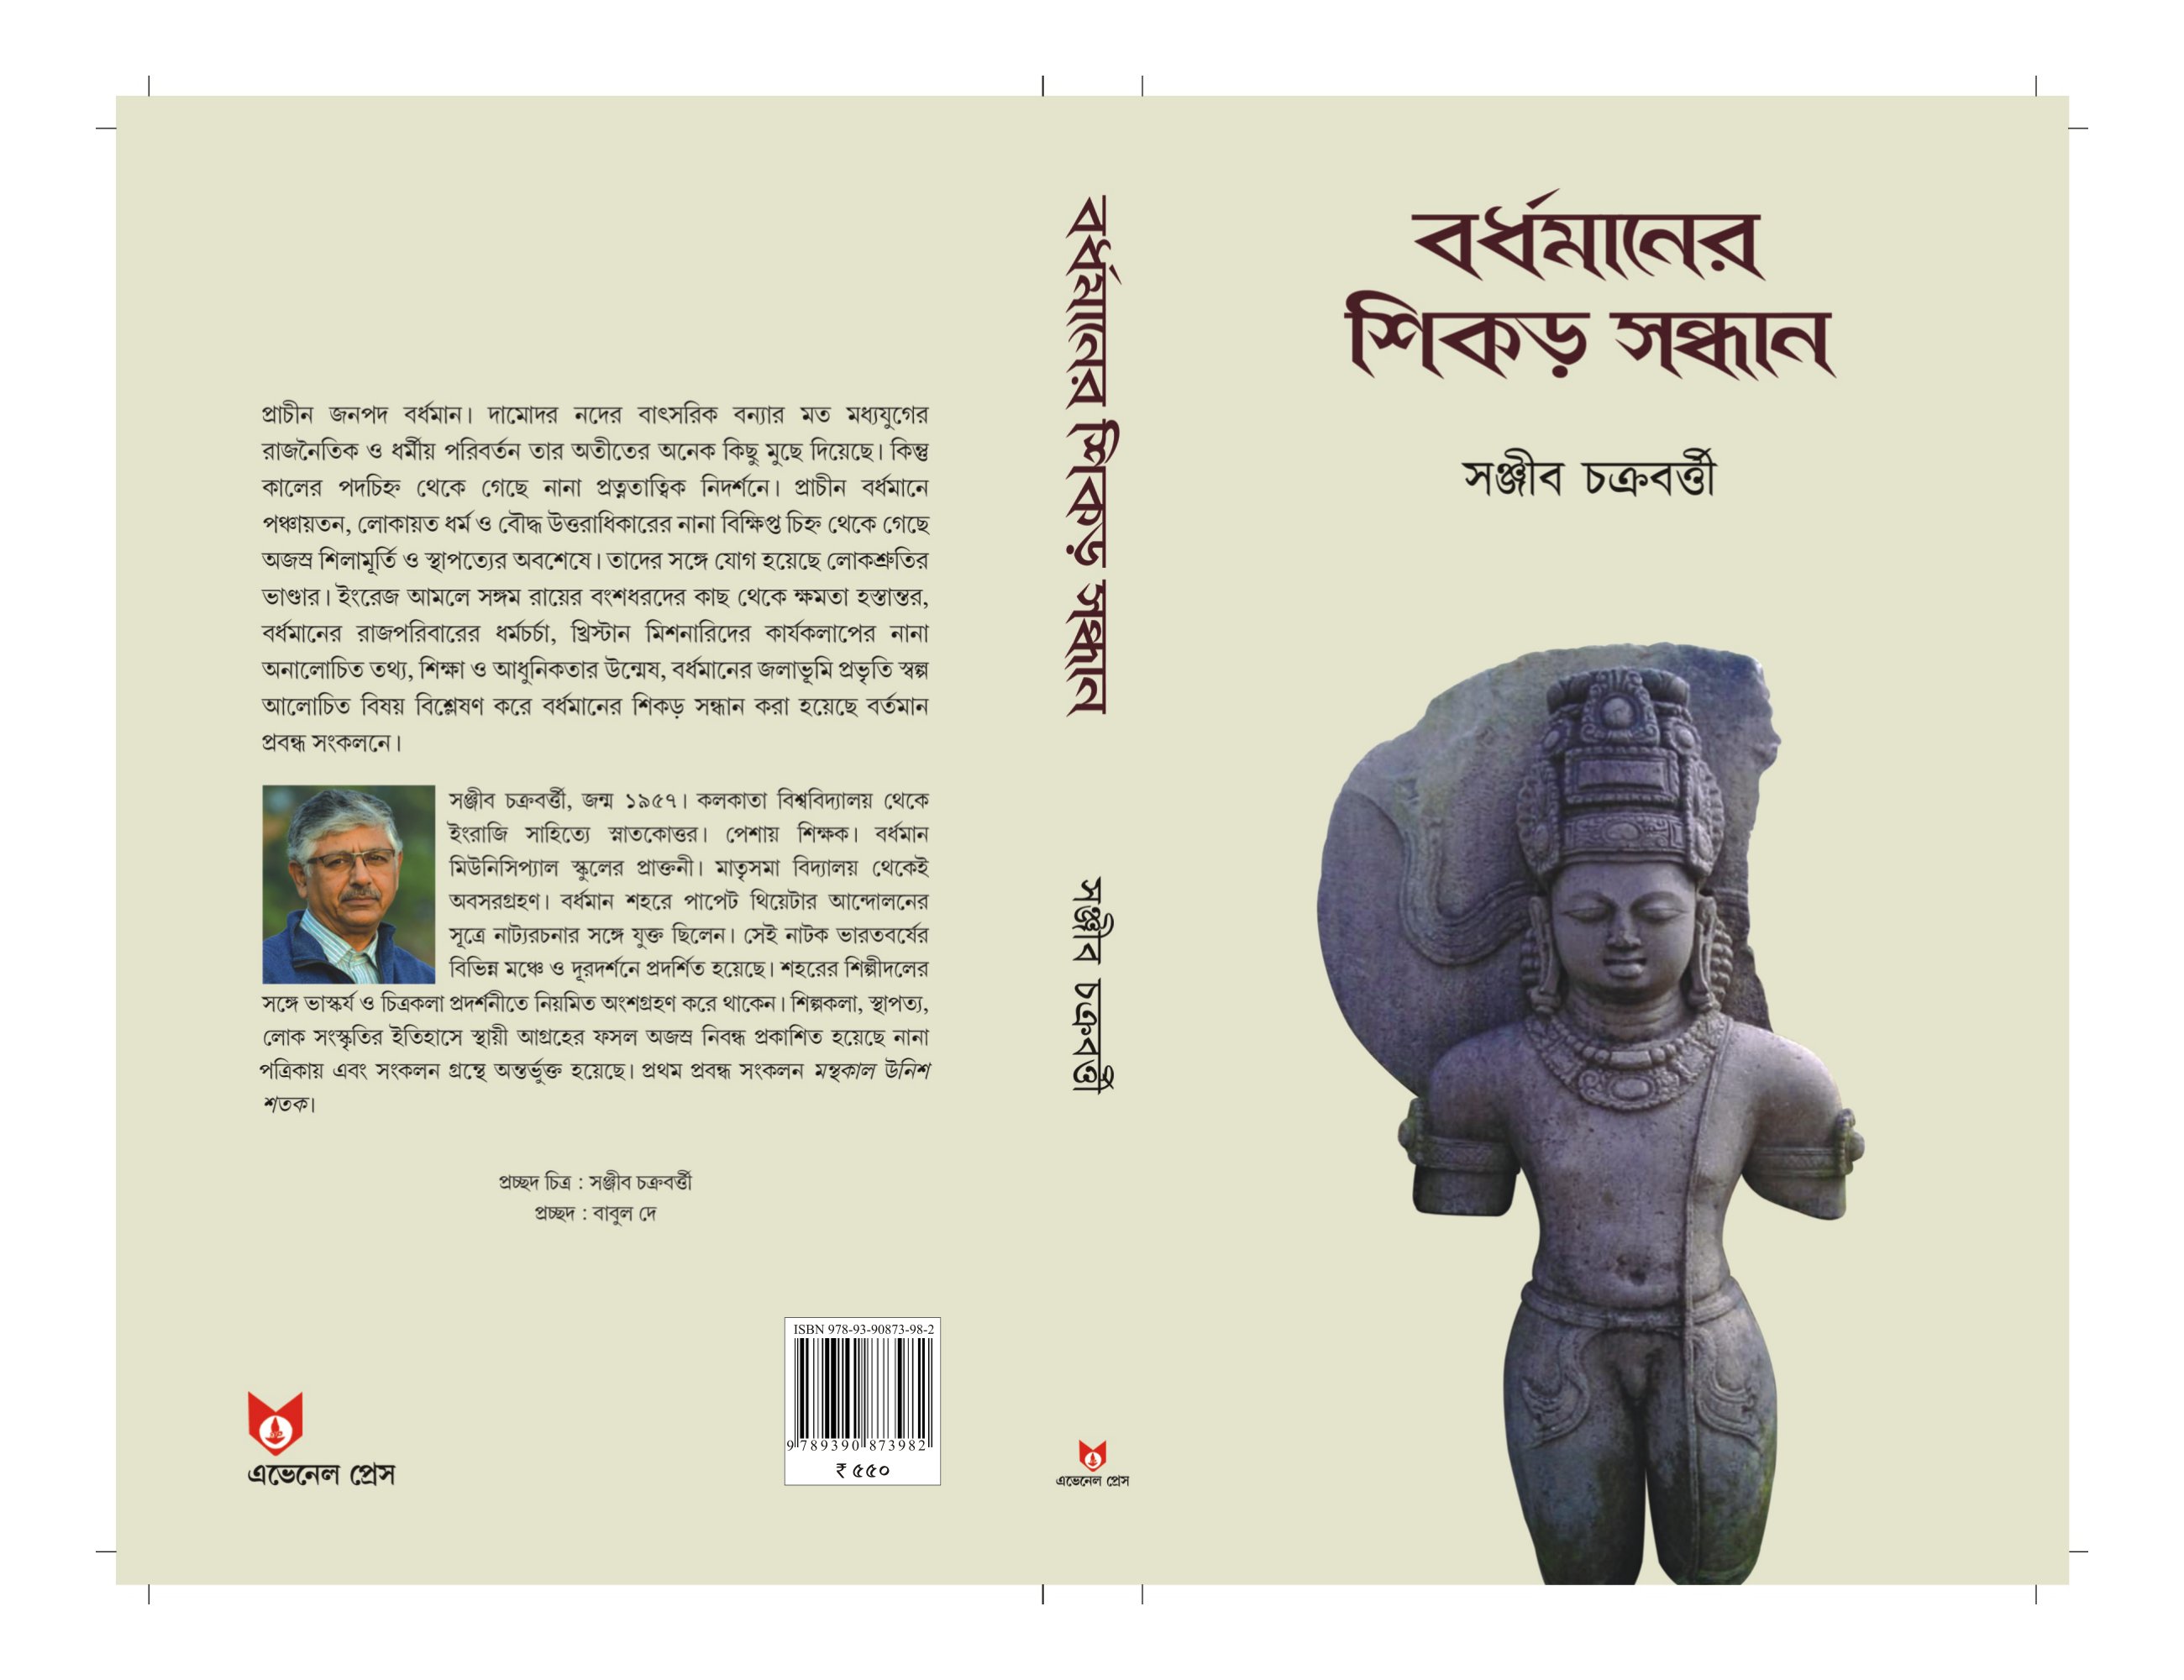 প্রাচীন জনপদ বর্ধমান। দামোদর নদের বাৎসরিক বন্যার মত মধ্যযুগের
রাজনৈতিক ও ধর্মীয় পরিবর্তন তার অতীতের অনেক কিছু মুছে দিয়েছে। কিন্তু
কালের পদচিহ্ন থেকে গেছে নানা প্রত্নতাত্বিক নিদর্শনে। প্রাচীন বর্ধমানে
পঞ্চায়তন, লোকায়ত ধর্ম ও বৌদ্ধ উত্তরাধিকারের নানা বিক্ষিপ্ত চিহ্ন থেকে গেছে
অজস্র শিলামূর্তি ও স্থাপত্যের অবশেষে। তাদের সঙ্গে যোগ হয়েছে লোকশ্রুতির
ভাণ্ডার। ইংরেজ আমলে সঙ্গম রায়ের বংশধরদের কাছ থেকে ক্ষমতা হস্তান্তর,
বর্ধমানের রাজপরিবারের ধর্মচর্চা, খ্রিস্টান মিশনারিদের কার্যকলাপের নানা
অনালোচিত তথ্য, শিক্ষা ও আধুনিকতার উন্মেষ, বর্ধমানের জলাভূমি প্রভৃতি স্বল্প
আলোচিত বিষয় বিশ্লেষণ করে বর্ধমানের শিকড় সন্ধান করা হয়েছে বর্তমান
প্রবন্ধ সংকলনে।
সঞ্জীব চক্রবর্ত্তী, জন্ম ১৯৫৭। কলকাতা বিশ্ববিদ্যালয় থেকে
ইংরাজি সাহিত্যে স্নাতকোত্তর। পেশায় শিক্ষক। বর্ধমান
মিউনিসিপ্যাল স্কুলের প্রাক্তনী। মাতৃসমা বিদ্যালয় থেকেই
অবসরগ্রহণ। বর্ধমান শহরে পাপেট থিয়েটার আন্দোলনের
সূত্রে নাট্যরচনার সঙ্গে যুক্ত ছিলেন। সেই নাটক ভারতবর্ষের
বিভিন্ন মঞ্চে ও দূরদর্শনে প্রদর্শিত হয়েছে। শহরের শিল্পীদলের
সঙ্গে ভাস্কর্য ও চিত্রকলা প্রদর্শনীতে নিয়মিত অংশগ্রহণ করে থাকেন। শিল্পকলা, স্থাপত্য,
লোক সংস্কৃতির ইতিহাসে স্থায়ী আগ্রহের ফসল অজস্র নিবন্ধ প্রকাশিত হয়েছে নানা
পত্রিকায় এবং সংকলন গ্রন্থে অন্তর্ভুক্ত হয়েছে। প্রথম প্রবন্ধ সংকলন মন্থকাল উনিশ
শতক।
প্রচ্ছদ চিত্র : সঞ্জীব চক্রবর্ত্তী
প্রচ্ছদ : বাবুল দে
ISBN 978-93-90873-98-2
9 789390 873982
₹ ৫৫০
এভেনেল প্রেস
বর্ধমানের শিকড় সন্ধান
সঞ্জীব চক্রবর্ত্তী
এভেনেল প্রেস
বর্ধমানের
শিকড় সন্ধান
সঞ্জীব চক্রবর্ত্তী